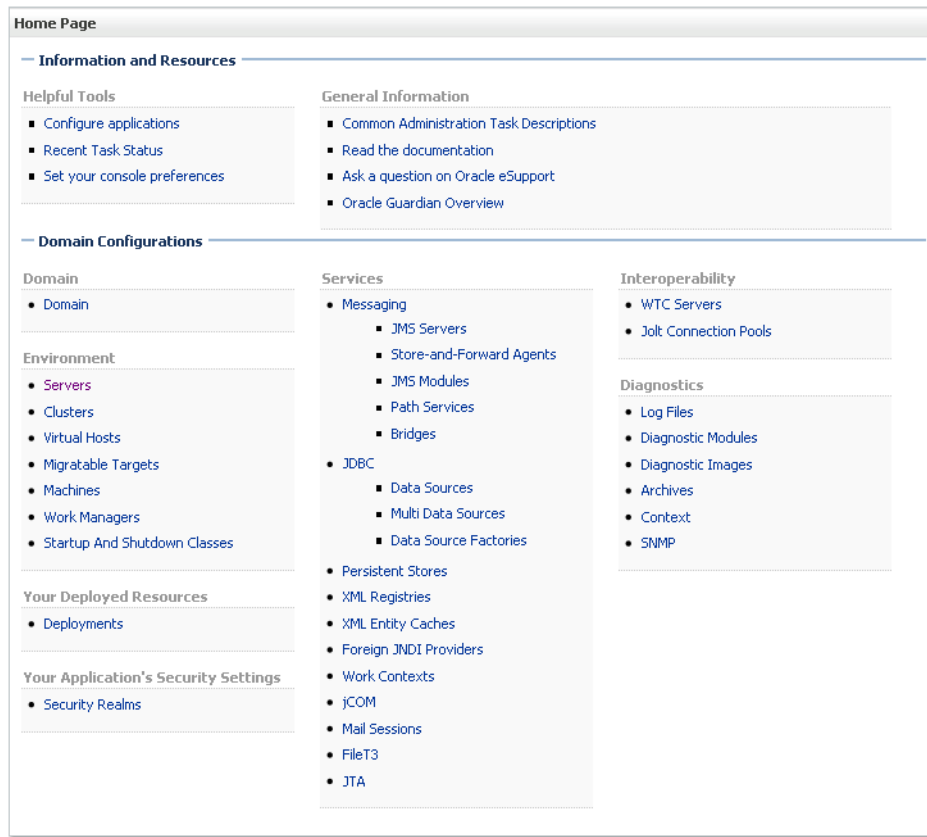 Home Page
Information and Resources
Helpful Tools
Configure applications
Recent Task Status
Set your console preferences
General Information
Common Administration Task Descriptions
Read the documentation
Ask a question on Oracle eSupport
Oracle Guardian Overview
Domain Configurations
Domain
Domain
Environment
Servers
Clusters
Virtual Hosts
Migratable Targets
Machines
Work Managers
Startup And Shutdown Classes
Your Deployed Resources
Deployments
Your Application's Security Settings
Security Realms
Services
Messaging
JMS Servers
Store-and-Forward Agents
JMS Modules
Path Services
Bridges
JDBC
Data Sources
Multi Data Sources
Data Source Factories
Persistent Stores
XML Registries
XML Entity Caches
Foreign JNDI Providers
Work Contexts
jCOM
Mail Sessions
FileT3
JTA
Interoperability
WTC Servers
Jolt Connection Pools
Diagnostics
Log Files
Diagnostic Modules
Diagnostic Images
Archives
Context
SNMP